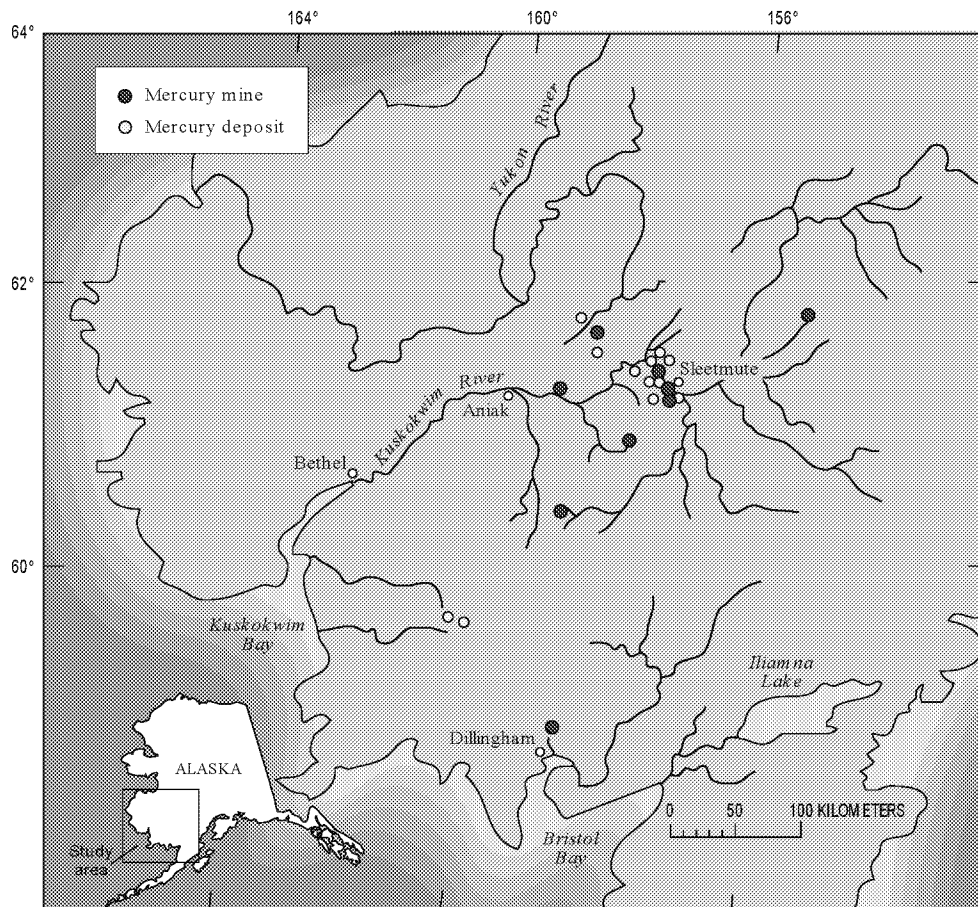 164°
160°
156°
64°
62°
60°
Mercury mine
Mercury deposit
Yukon River
Sleetmute
Kuskokwim River
Aniak
Bethel
Kuskokwim
Bay
Iliamna
Lake
Dillingham
ALASKA
0 50 100 KILOMETERS
Study
area
Bristol
Bay